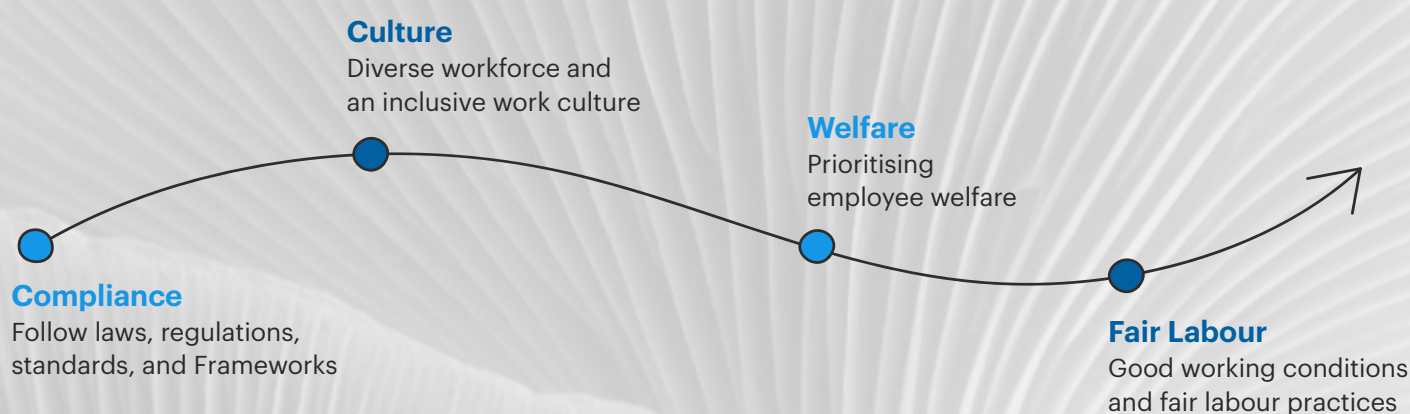 Culture
Diverse workforce and
an inclusive work culture
Welfare
Prioritising
employee welfare
Compliance
Follow laws, regulations,
standards, and Frameworks
Fair Labour
Good working conditions
and fair labour practices